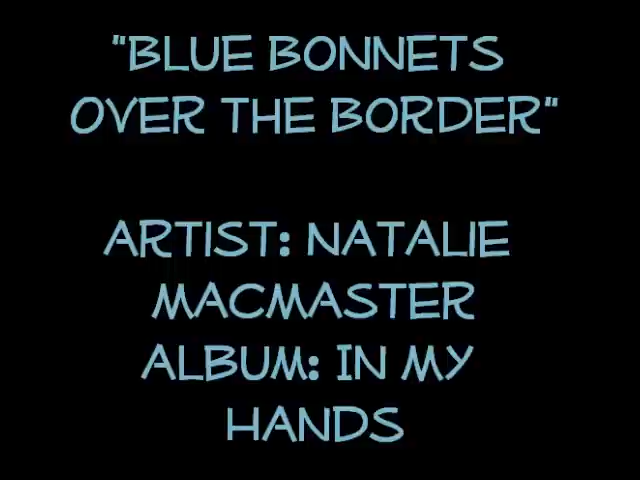 "BLUE BONNETS
OVER THE BORDER"
ARTIST: NATALIE
MACMASTER
ALBUM: IN MY
HANDS